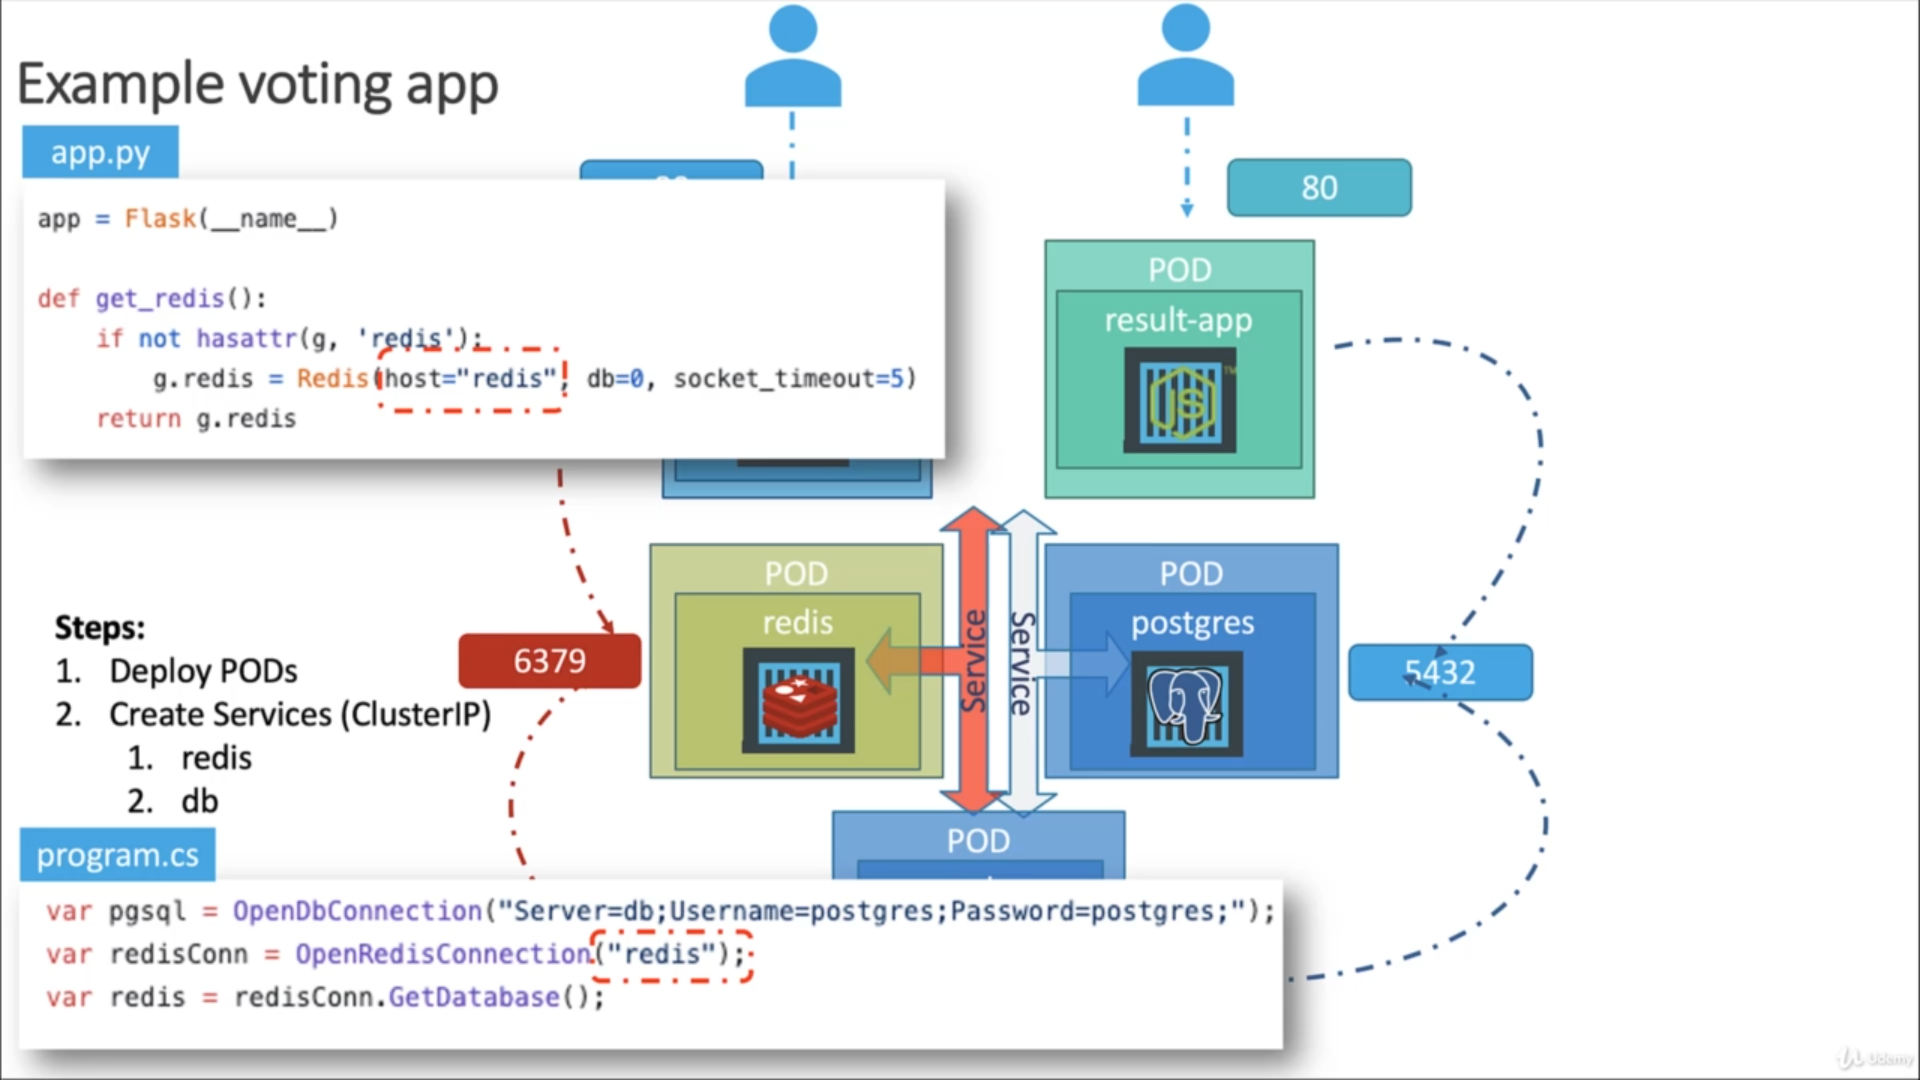 Example voting app
app.py
app = Flask(__name__)
def get_redis():
if not hasattr(g, 'redis'):
g.redis = Redis(host="redis", db=0, socket_timeout=5)
return g.redis
80
POD
result-app
JS
TM
POD
redis
Service
Service
POD
postgres
6379
5432
Steps:
1. Deploy PODs
2. Create Services (ClusterIP)
1. redis
2. db
POD
program.cs
var pgsql = OpenDbConnection("Server=db;Username=postgres;Password=postgres;");
var redisConn = OpenRedisConnection("redis");
var redis = redisConn.GetDatabase();
Udemy